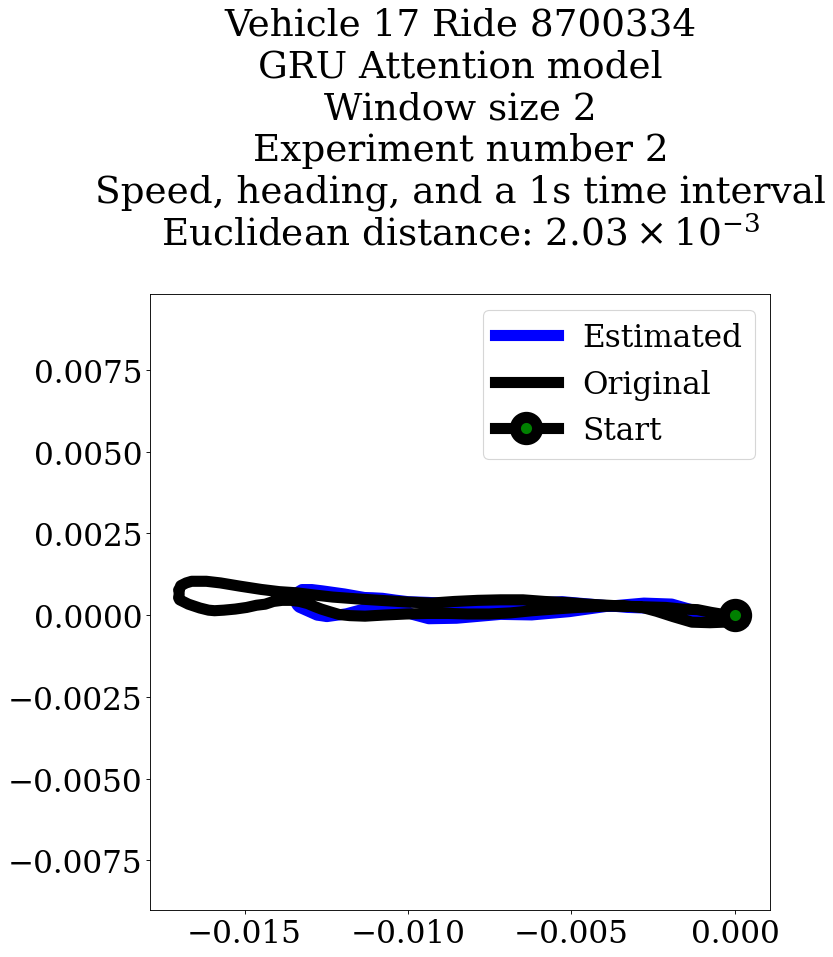 Vehicle 17 Ride 8700334
GRU Attention model
Window size 2
Experiment number 2
Speed, heading, and a 1s time interval
Euclidean distance: 2.03 × 10⁻³
Estimated
Original
Start
0.0075
0.0050
0.0025
0.0000
−0.0025
−0.0050
−0.0075
−0.015
−0.010
−0.005
0.000